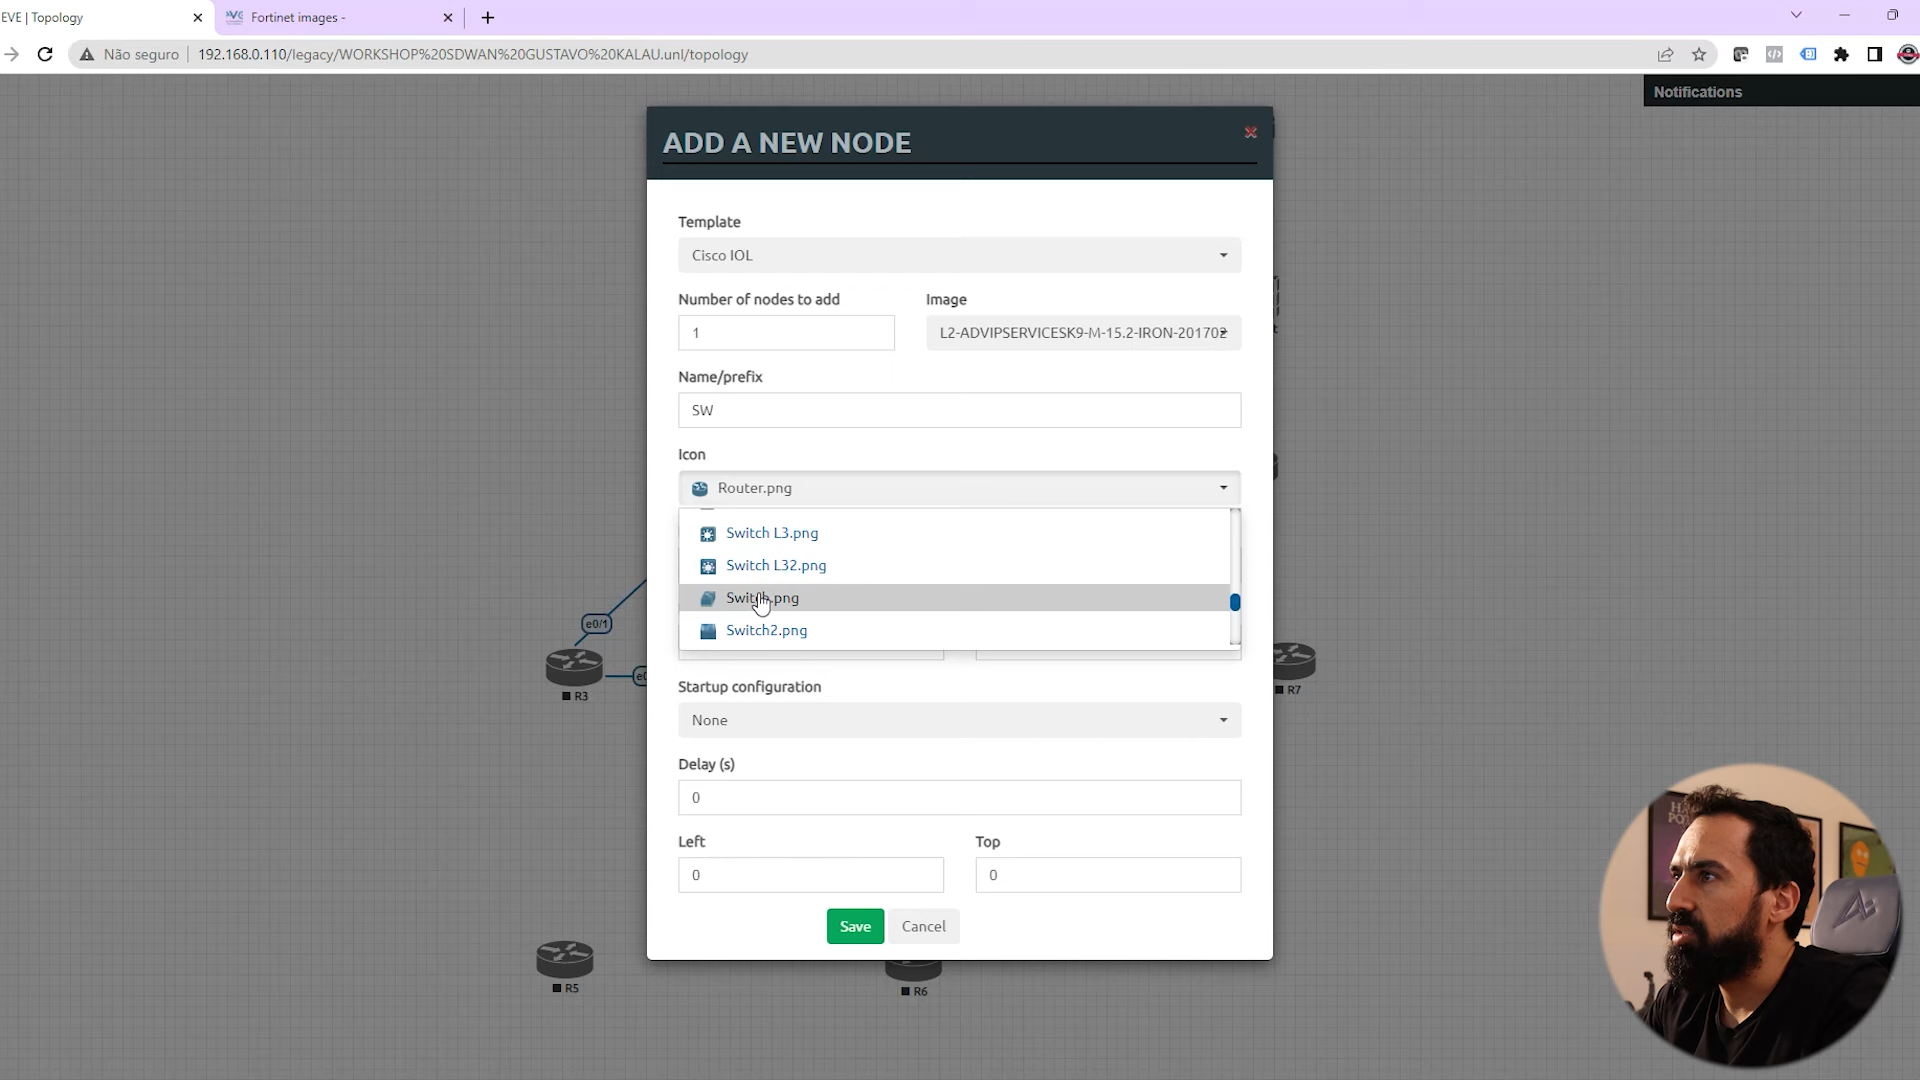 EVE | Topology
Fortinet images -
Não seguro
192.168.0.110/legacy/WORKSHOP%20SDWAN%20GUSTAVO%20KALAU.unl/topology
Notifications
ADD A NEW NODE
Template
Cisco IOL
Number of nodes to add
Image
1
L2-ADVIPSERVICESK9-M-15.2-IRON-201702
Name/prefix
SW
Icon
Router.png
Switch L3.png
Switch L32.png
Switch.png
Switch2.png
e0/1
R3
R7
Startup configuration
None
Delay (s)
0
Left
Top
0
0
Save
Cancel
R5
R6